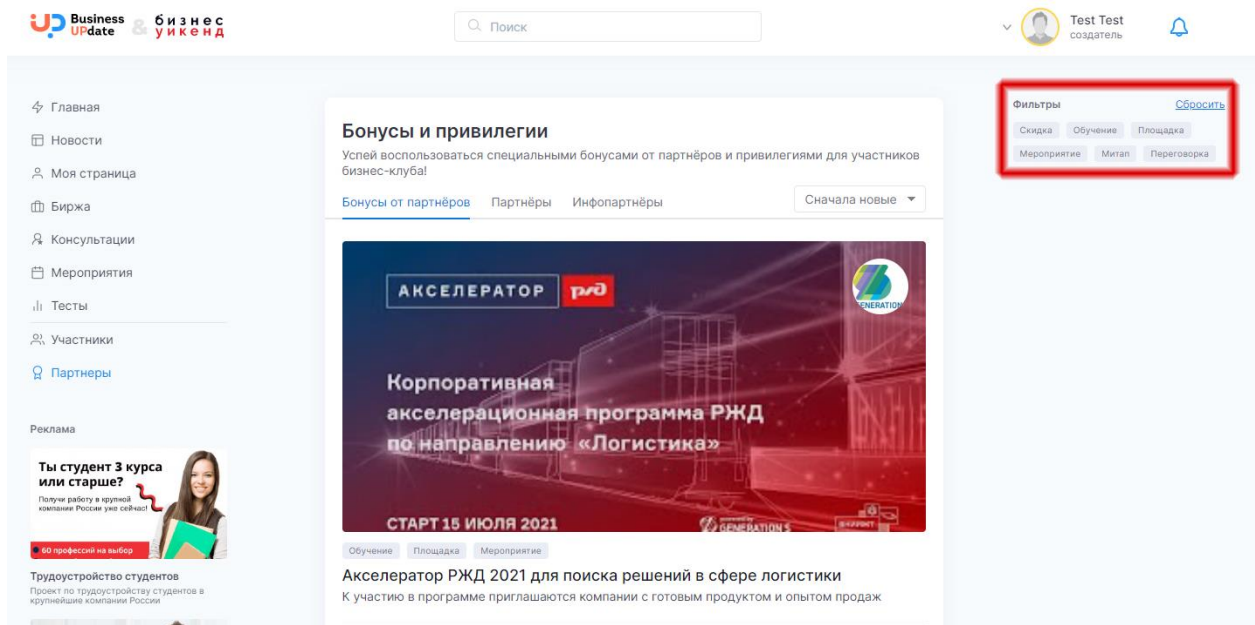 Business UPdate & бизнес уикенд
Поиск
Test Test
создатель
Главная
Новости
Моя страница
Биржа
Консультации
Мероприятия
Тесты
Участники
Партнеры
Реклама
Ты студент 3 курса
или старше?
Получи работу в крупной
компании России уже сейчас!
60 профессий на выбор
Трудоустройство студентов
Проект по трудоустройству студентов в
крупнейшие компании России
Бонусы и привилегии
Успей воспользоваться специальными бонусами от партнёров и привилегиями для участников
бизнес-клуба!
Бонусы от партнёров Партнёры Инфопартнёры Сначала новые
АКСЕЛЕРАТОР ржд
GENERATION
Корпоративная
акселерационная программа РЖД
по направлению «Логистика»
СТАРТ 15 ИЮЛЯ 2021 GENERATION S
Обучение Площадка Мероприятие
Акселератор РЖД 2021 для поиска решений в сфере логистики
К участию в программе приглашаются компании с готовым продуктом и опытом продаж
Фильтры Сбросить
Скидка Обучение Площадка
Мероприятие Митап Переговорка